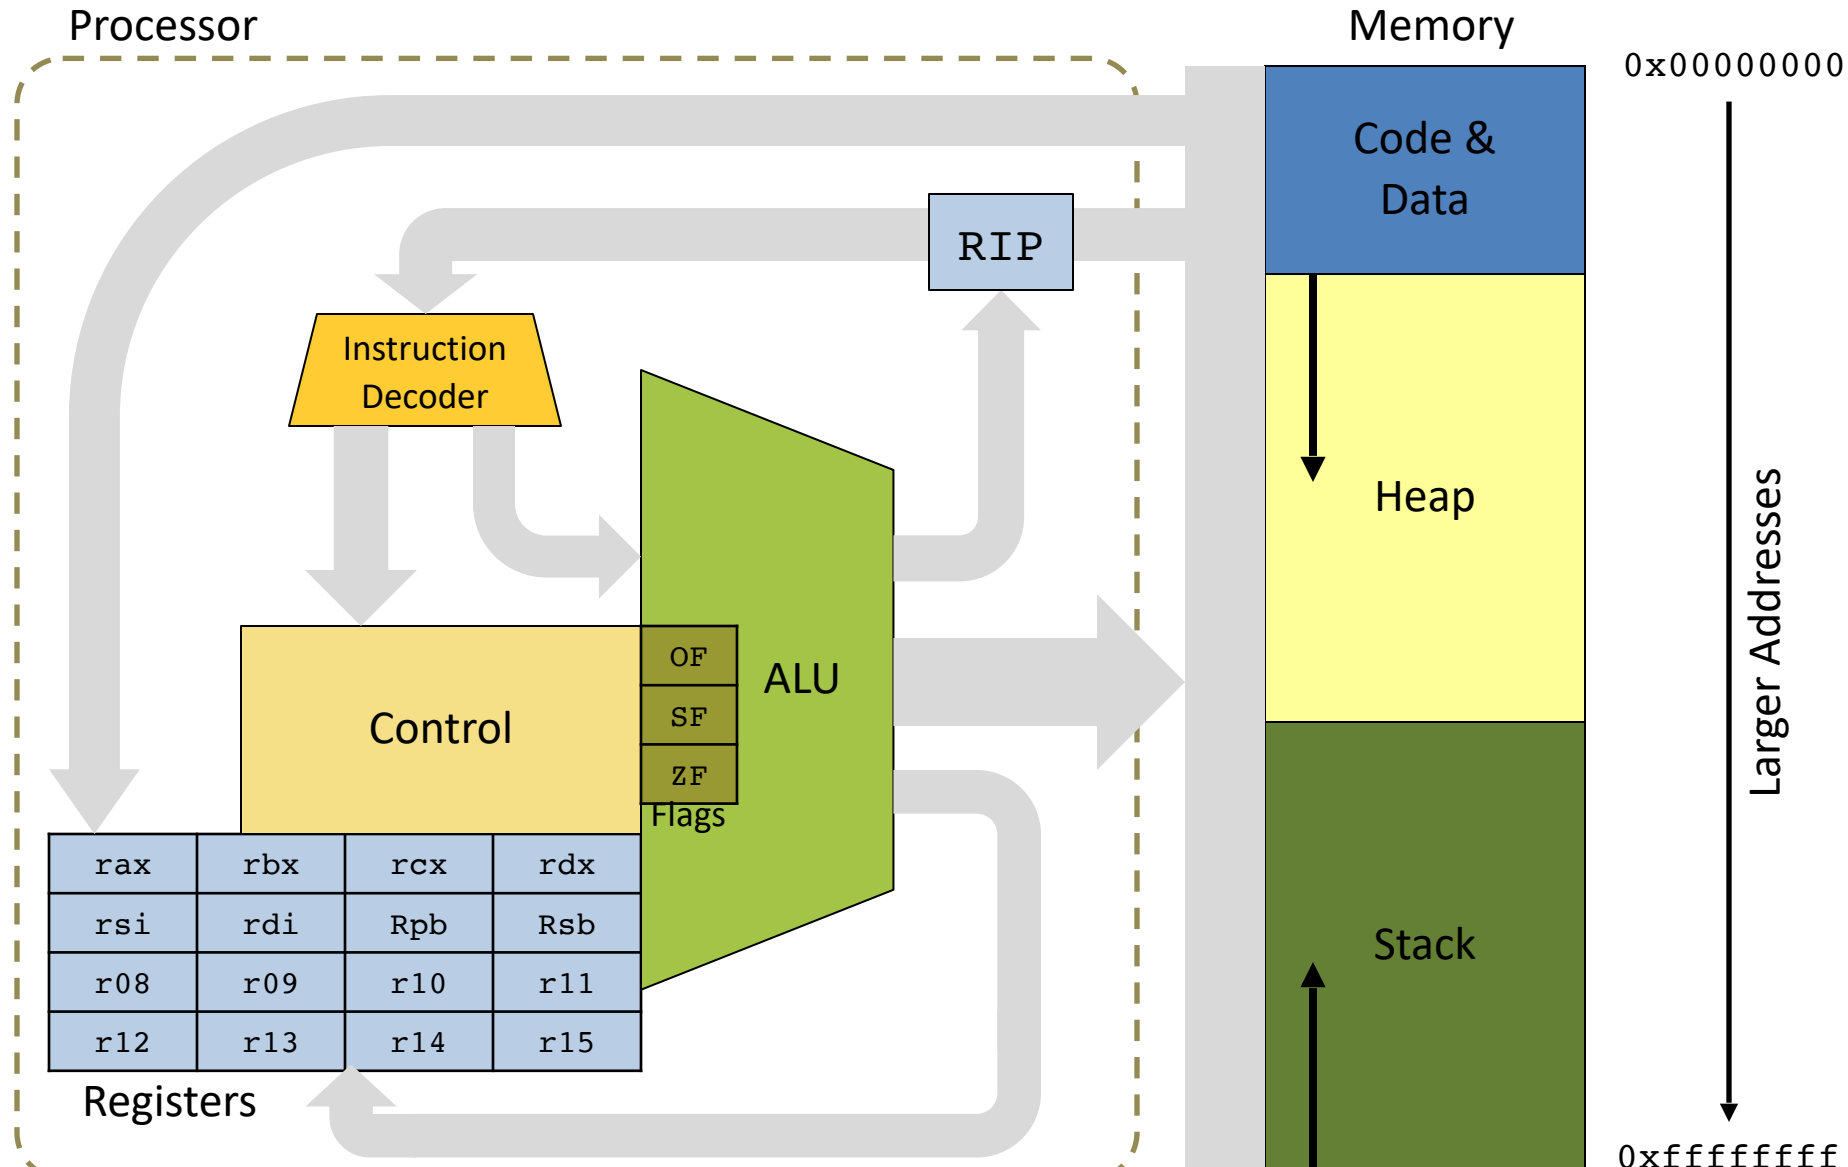 Processor
Memory
0x00000000
Code &
Data
RIP
Instruction
Decoder
Heap
Larger Addresses
OF
SF
ZF
Flags
ALU
Control
rax rbx rcx rdx
rsi rdi Rpb Rsb
r08 r09 r10 r11
r12 r13 r14 r15
Registers
Stack
0xffffffff